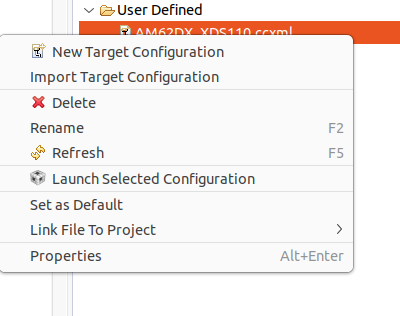 User Defined
AM62DX_XDS110.ccxml
New Target Configuration
Import Target Configuration
Delete
Rename F2
Refresh F5
Launch Selected Configuration
Set as Default
Link File To Project
Properties Alt+Enter